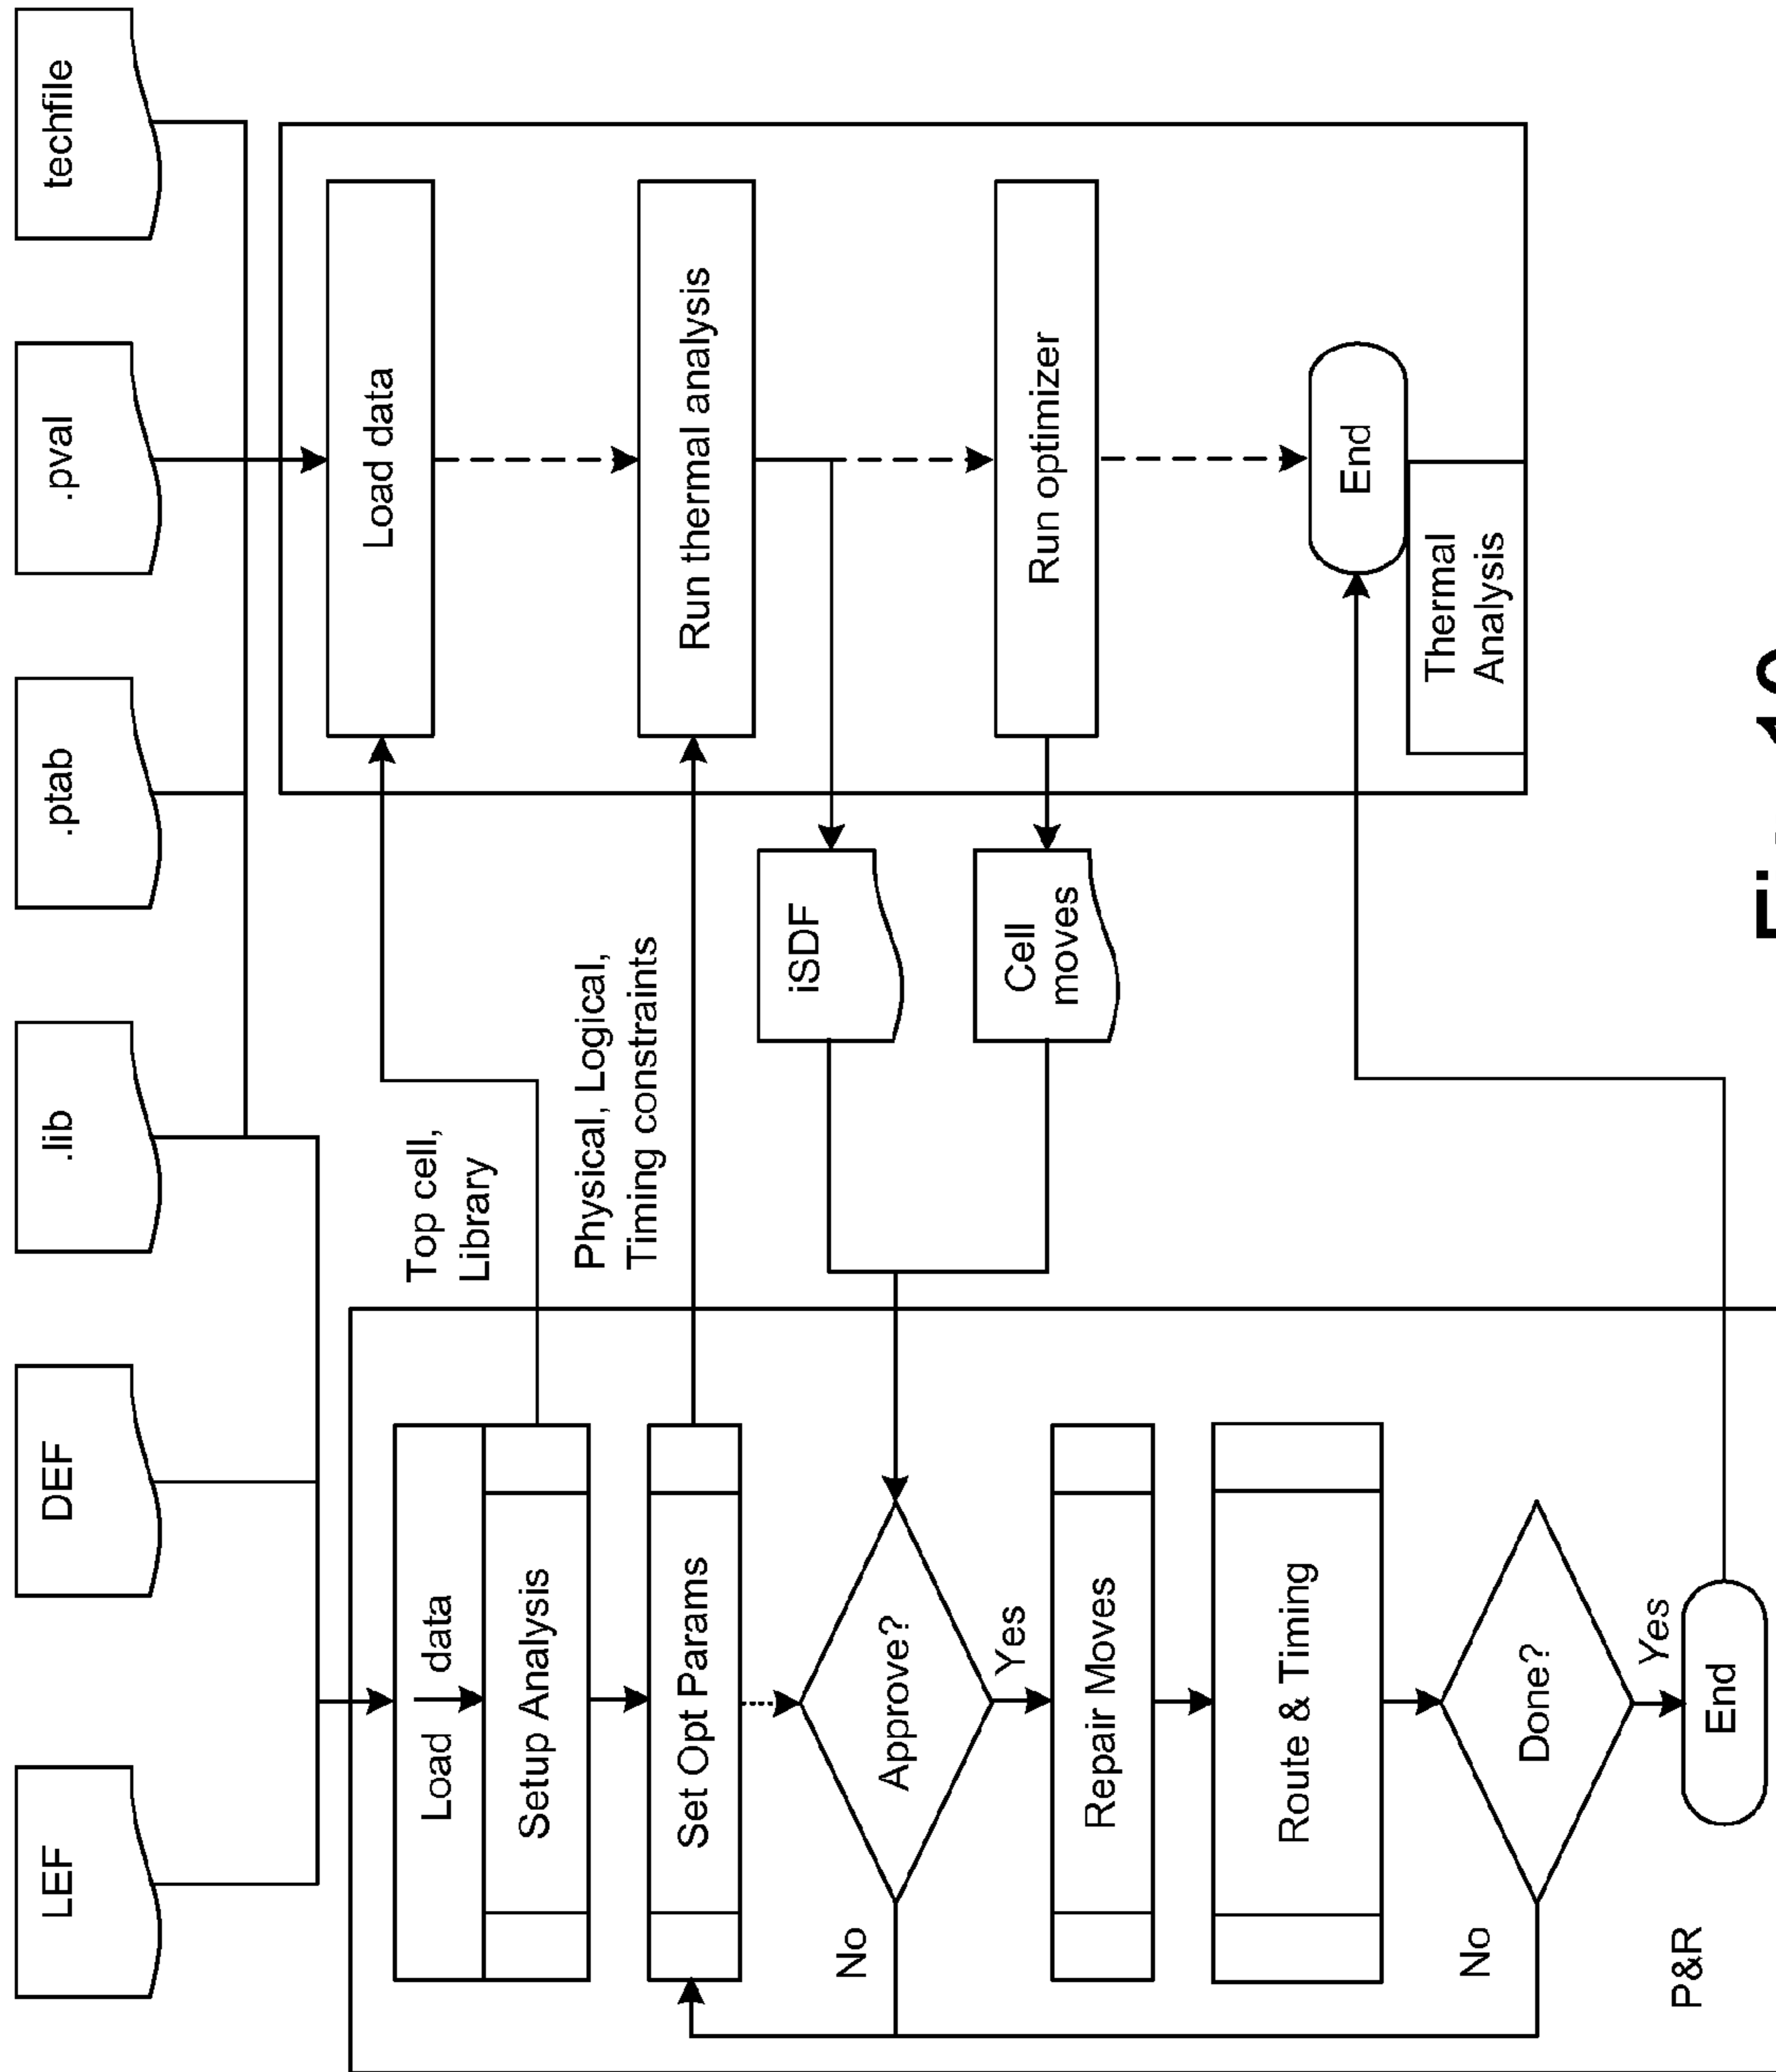 LEF
DEF
.lib
.ptab
.pval
techfile
Load data
Setup Analysis
Top cell,
Library
Load data
Set Opt Params
Physical, Logical,
Timing constraints
Run thermal analysis
Approve?
No
Yes
iSDF
Cell
moves
Run optimizer
Repair Moves
Route & Timing
Done?
No
Yes
End
P&R
End
Thermal
Analysis